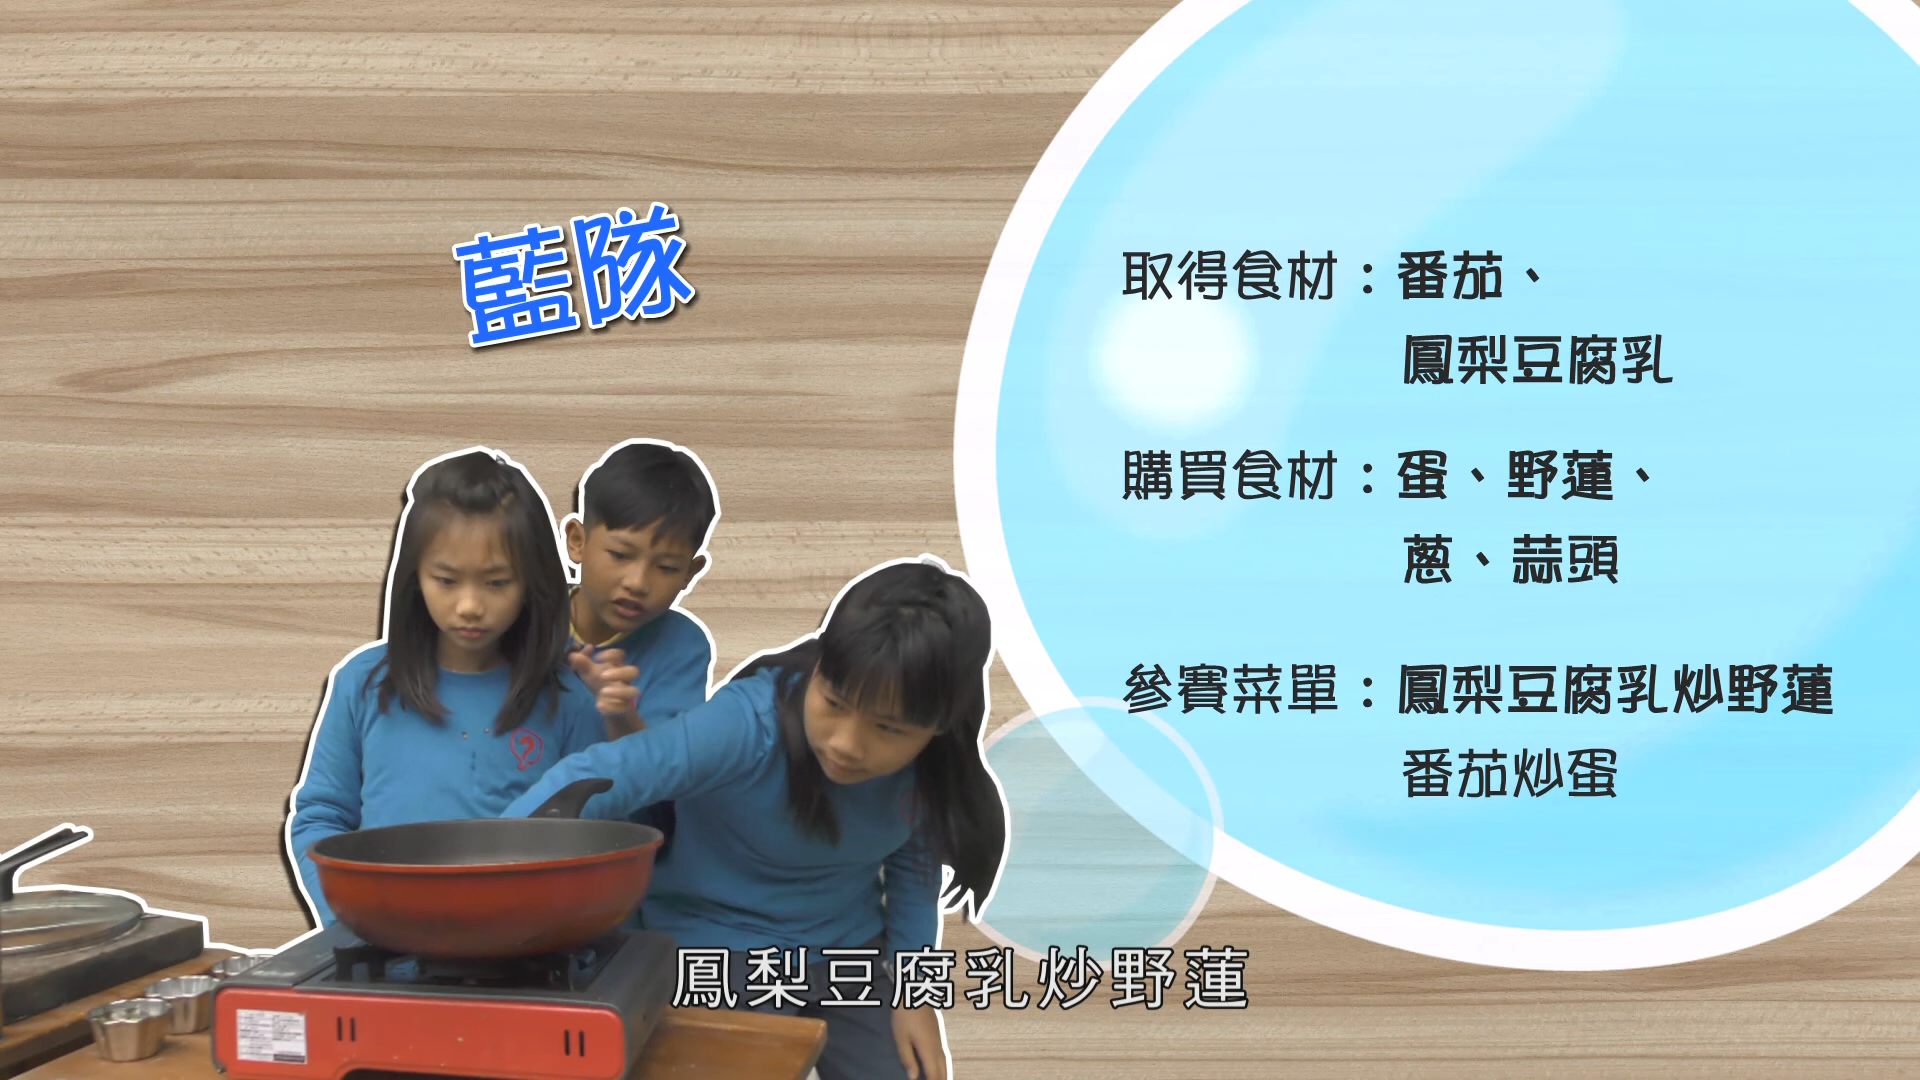 藍隊
取得食材：番茄、
鳳梨豆腐乳
購買食材：蛋、野蓮、
蔥、蒜頭
參賽菜單：鳳梨豆腐乳炒野蓮
番茄炒蛋
鳳梨豆腐乳炒野蓮